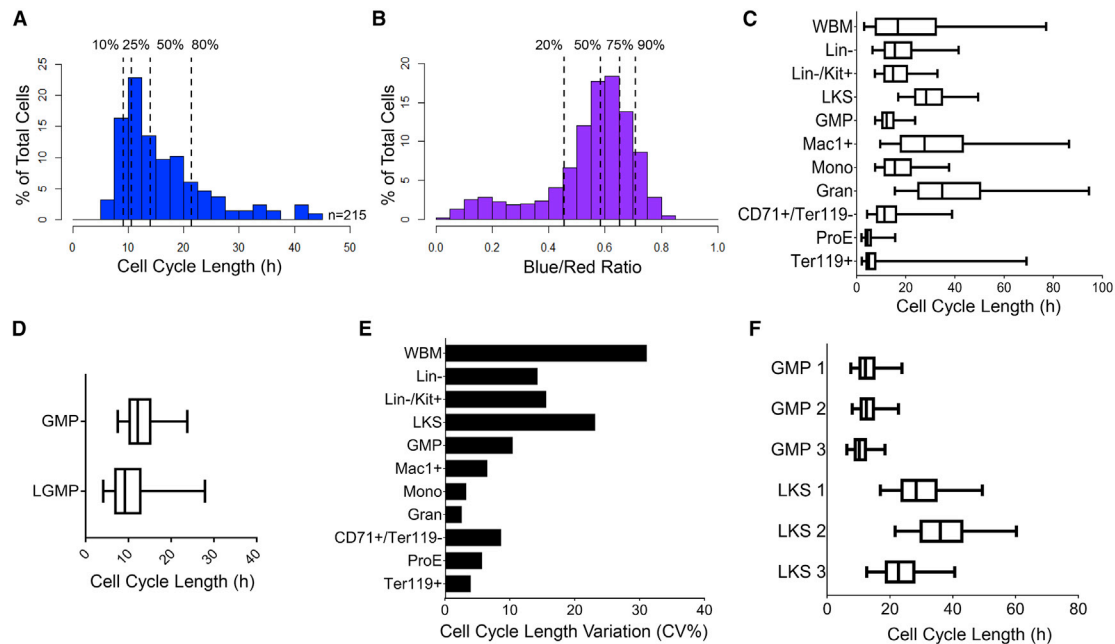 A
10% 25% 50% 80%
% of Total Cells
25
20
15
10
5
0
n=215
0 10 20 30 40 50
Cell Cycle Length (h)
B
20% 50% 75% 90%
% of Total Cells
20
15
10
5
0
0.0 0.2 0.4 0.6 0.8 1.0
Blue/Red Ratio
C
WBM
Lin-
Lin-/Kit+
LKS
GMP
Mac1+
Mono
Gran
CD71+/Ter119-
ProE
Ter119+
0 20 40 60 80 100
Cell Cycle Length (h)
D
GMP
LGMP
0 10 20 30 40
Cell Cycle Length (h)
E
WBM
Lin-
Lin-/Kit+
LKS
GMP
Mac1+
Mono
Gran
CD71+/Ter119-
ProE
Ter119+
0 10 20 30 40
Cell Cycle Length Variation (CV%)
F
GMP 1
GMP 2
GMP 3
LKS 1
LKS 2
LKS 3
0 20 40 60 80
Cell Cycle Length (h)